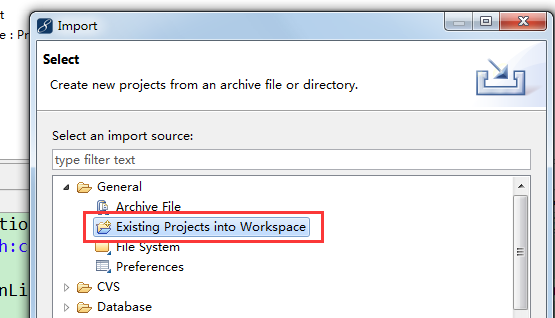 t
e : Pr
Import
Select
Create new projects from an archive file or directory.
Select an import source:
type filter text
General
Archive File
Existing Projects into Workspace
File System
Preferences
CVS
Database
tio
h:c
nLi